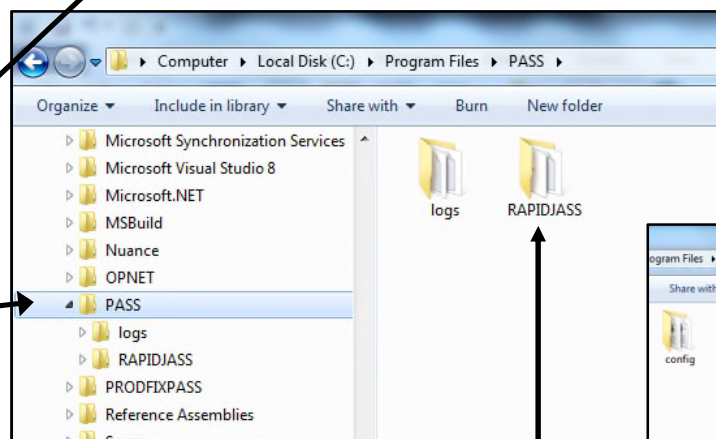 Computer Local Disk (C:) Program Files PASS
Organize Include in library Share with Burn New folder
Microsoft Synchronization Services
Microsoft Visual Studio 8
Microsoft.NET
MSBuild
Nuance
OPNET
PASS
logs
RAPIDJASS
PRODFIXPASS
Reference Assemblies
logs
RAPIDJASS
ogram Files
Share with
config